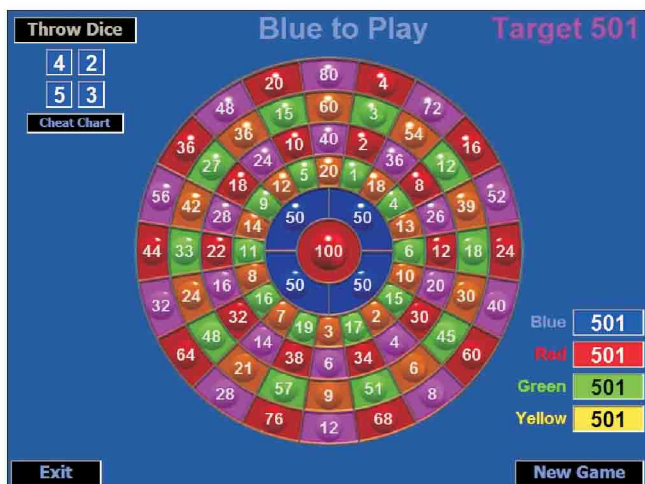 Throw Dice
Blue to Play
Target 501
4 2
5 3
Cheat Chart
80 4 72 16 52 24 40 60 8 68 12 76 28 64 32 44 56 36 48 20
60 3 54 12 39 18 30 45 6 51 9 57 21 48 24 33 42 27 36 15
40 2 36 8 26 12 20 30 4 34 6 38 14 32 16 22 28 18 24 10
20 1 18 4 13 6 10 15 2 17 3 19 7 16 8 11 14 9 12 5
50 50
100
50 50
Blue 501
Red 501
Green 501
Yellow 501
Exit
New Game